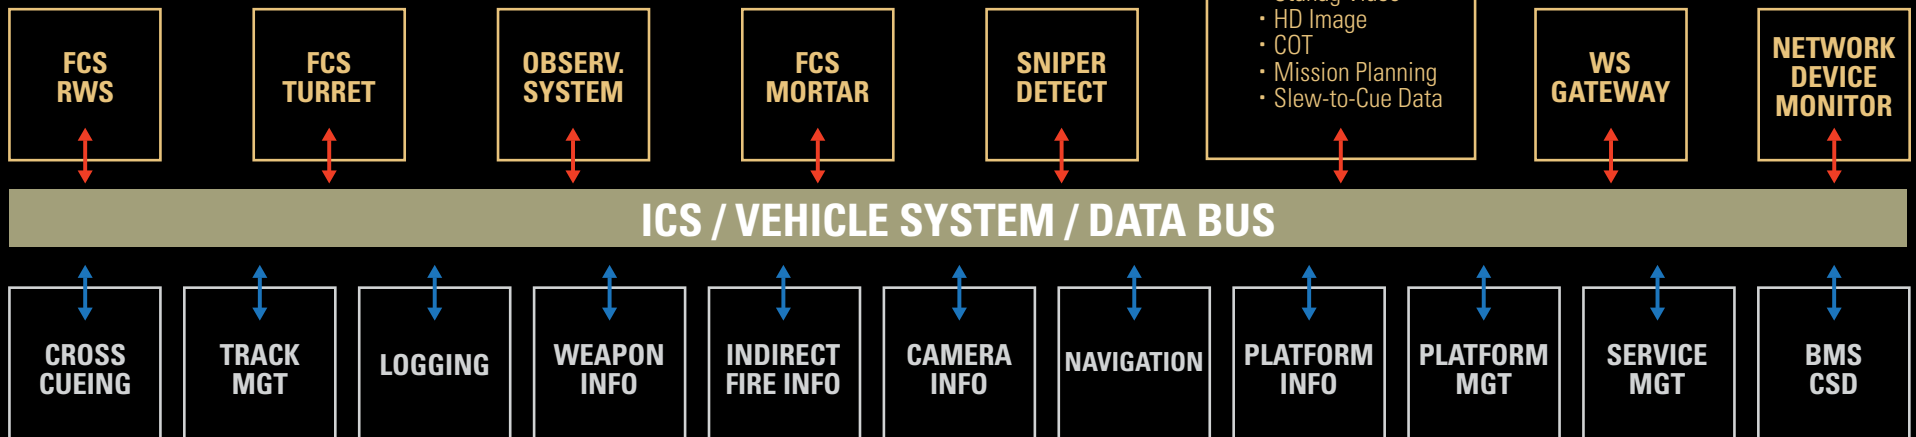 FCS
RWS
FCS
TURRET
OBSERV.
SYSTEM
FCS
MORTAR
SNIPER
DETECT
· HD Image
· COT
· Mission Planning
· Slew-to-Cue Data
WS
GATEWAY
NETWORK
DEVICE
MONITOR
ICS / VEHICLE SYSTEM / DATA BUS
CROSS
CUEING
TRACK
MGT
LOGGING
WEAPON
INFO
INDIRECT
FIRE INFO
CAMERA
INFO
NAVIGATION
PLATFORM
INFO
PLATFORM
MGT
SERVICE
MGT
BMS
CSD